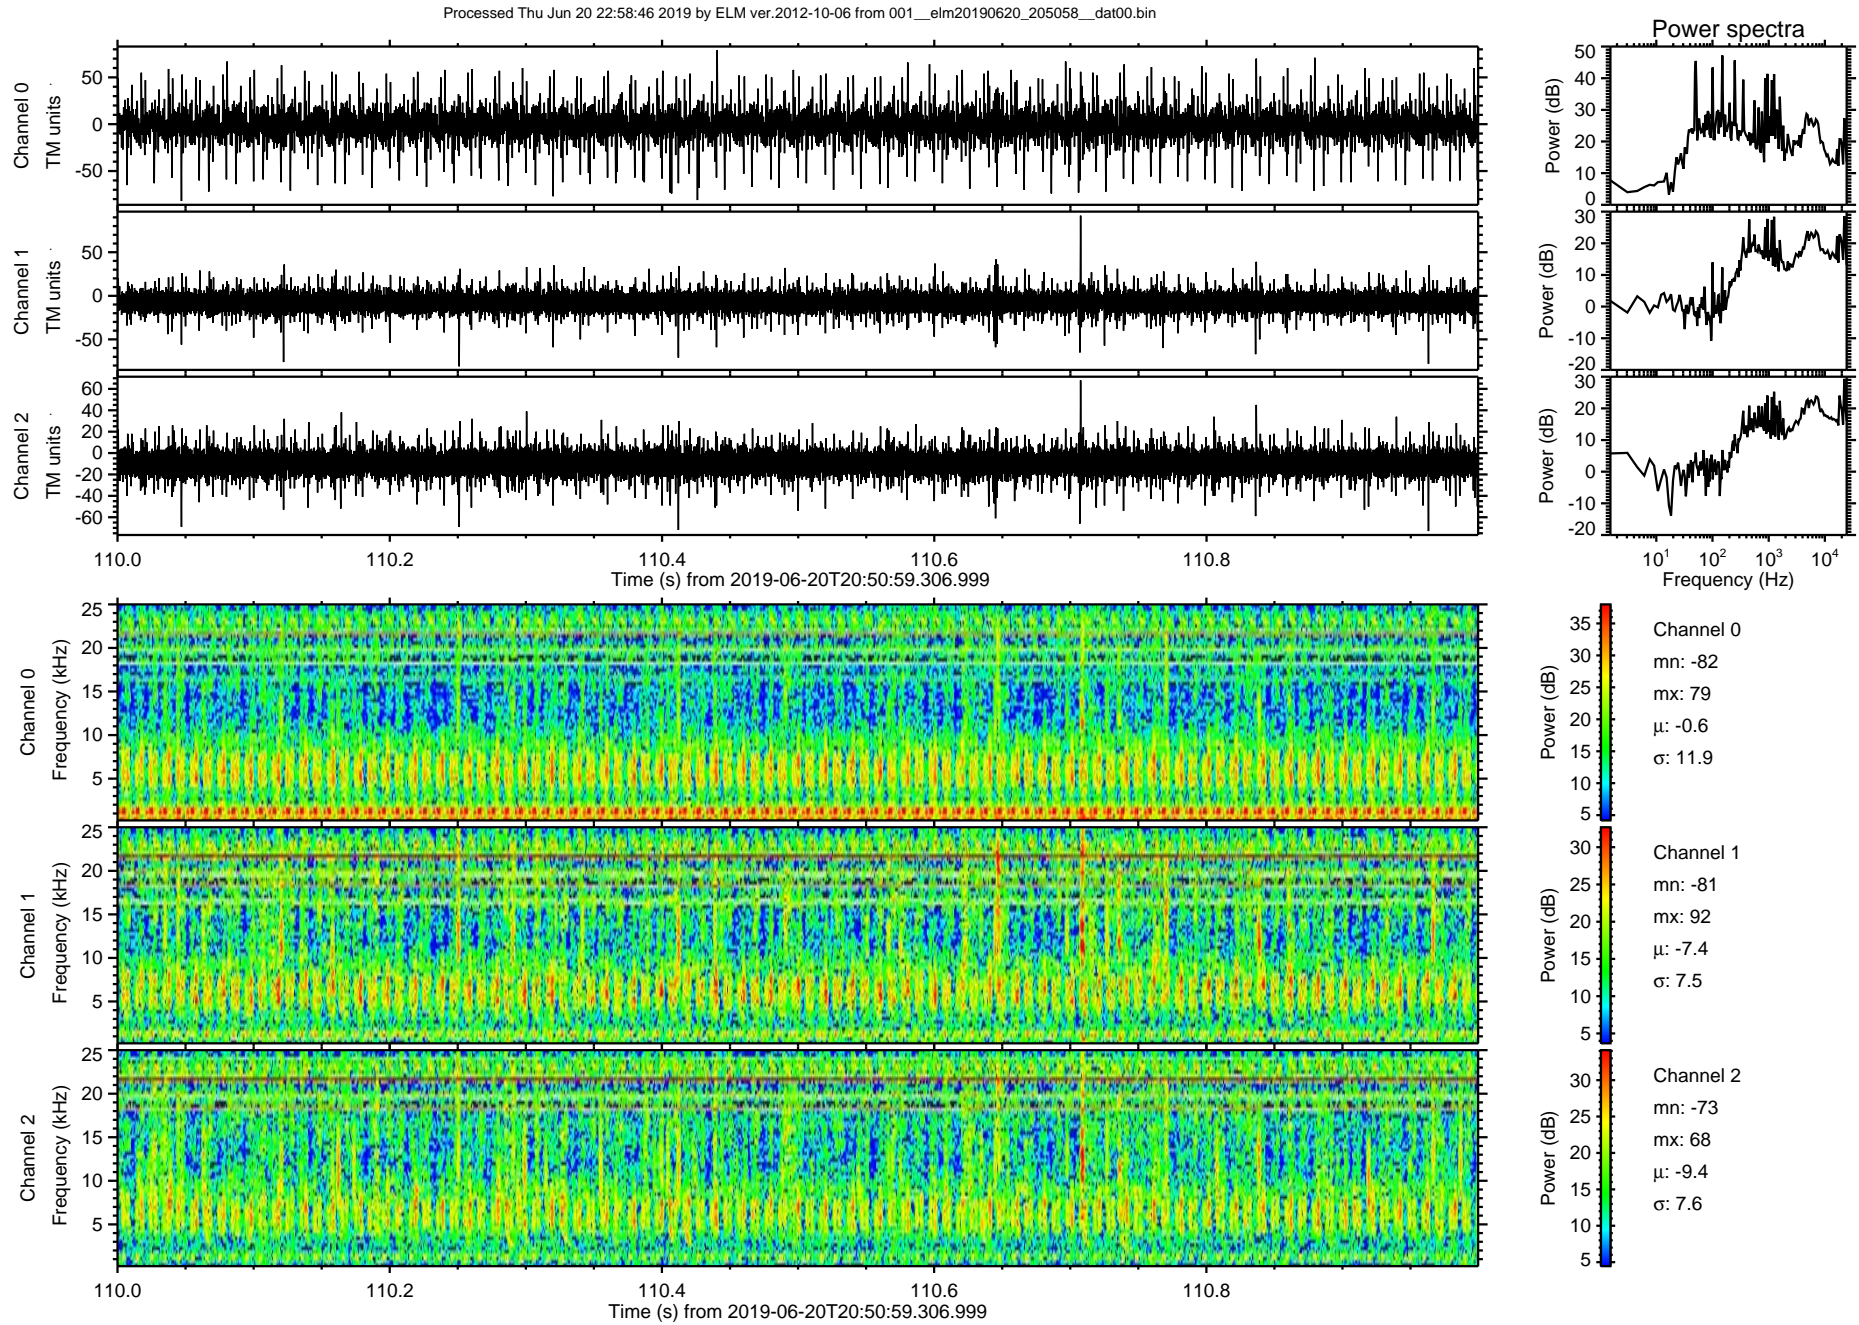 Processed Thu Jun 20 22:58:46 2019 by ELM ver.2012-10-06 from 001__elm20190620_205058__dat00.bin
Power spectra
Channel 0
TM units
50
0
-50
Power (dB)
50
40
30
20
10
0
Channel 1
TM units
50
0
-50
Power (dB)
30
20
10
0
-10
-20
Channel 2
TM units
60
40
20
0
-20
-40
-60
Power (dB)
30
20
10
0
-10
-20
110.0 110.2 110.4 110.6 110.8
Time (s) from 2019-06-20T20:50:59.306.999
10¹ 10² 10³ 10⁴
Frequency (Hz)
Channel 0
Frequency (kHz)
25
20
15
10
5
Power (dB)
35
30
25
20
15
10
5
Channel 0
mn: -82
mx: 79
μ: -0.6
σ: 11.9
Channel 1
Frequency (kHz)
25
20
15
10
5
Power (dB)
30
25
20
15
10
5
Channel 1
mn: -81
mx: 92
μ: -7.4
σ: 7.5
Channel 2
Frequency (kHz)
25
20
15
10
5
Power (dB)
30
25
20
15
10
5
Channel 2
mn: -73
mx: 68
μ: -9.4
σ: 7.6
110.0 110.2 110.4 110.6 110.8
Time (s) from 2019-06-20T20:50:59.306.999